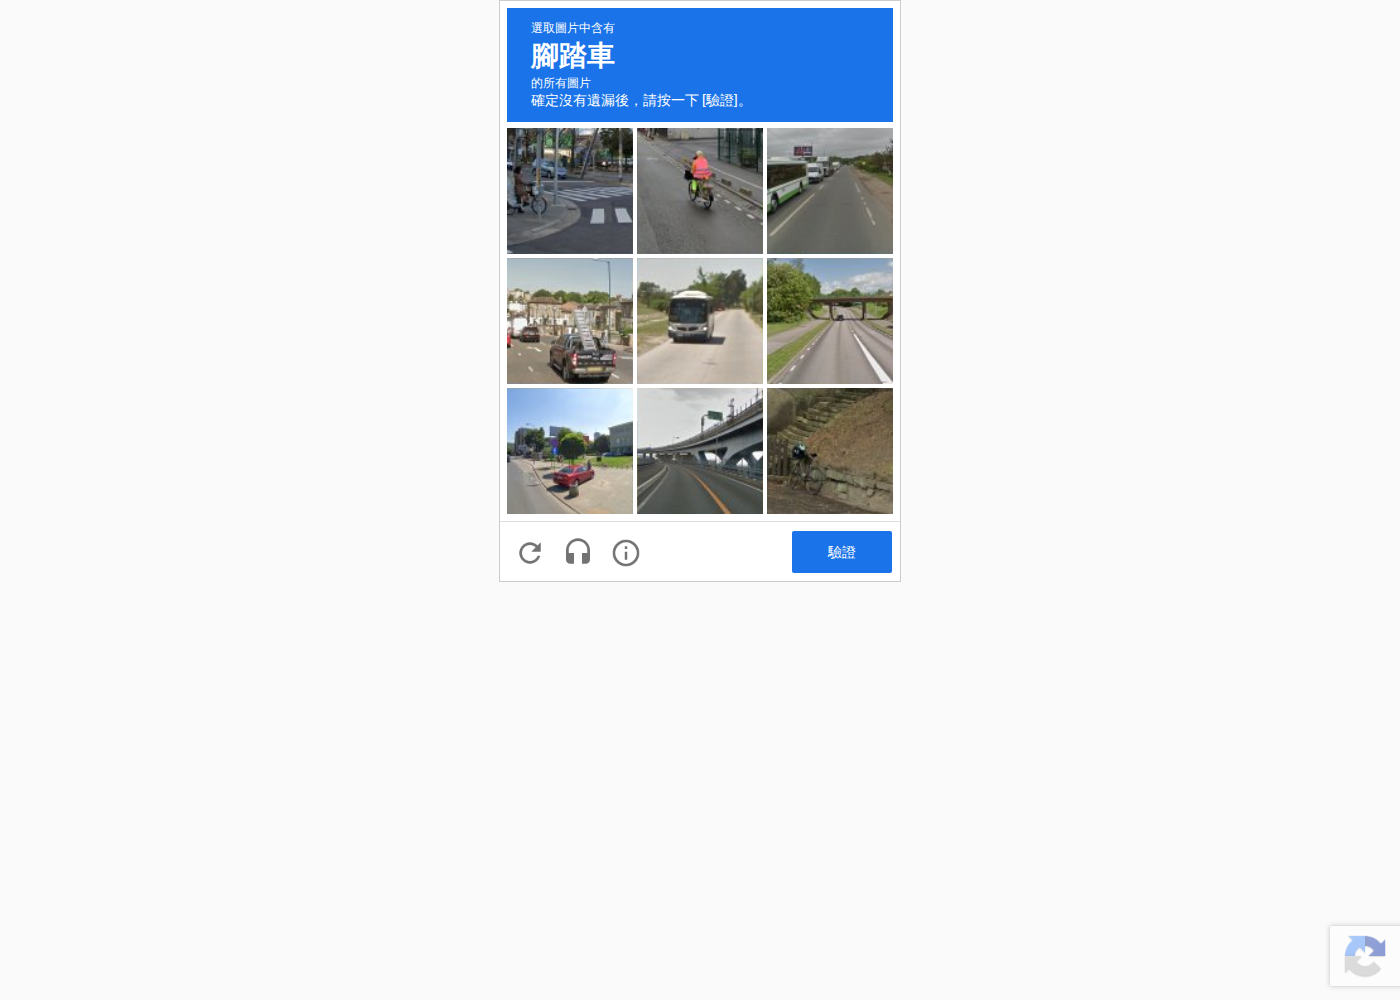 選取圖片中含有
腳踏車
的所有圖片
確定沒有遺漏後，請按一下 [驗證]。
驗證